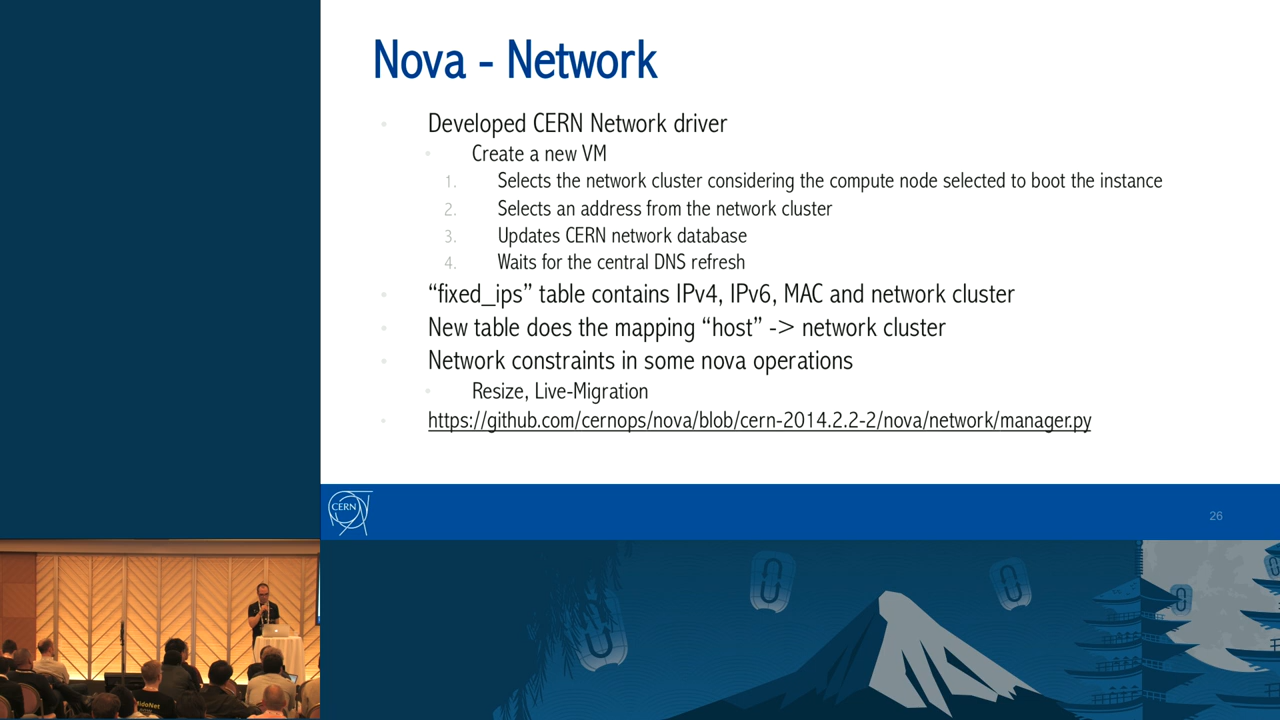 Nova - Network
Developed CERN Network driver
Create a new VM
1. Selects the network cluster considering the compute node selected to boot the instance
2. Selects an address from the network cluster
3. Updates CERN network database
4. Waits for the central DNS refresh
“fixed_ips” table contains IPv4, IPv6, MAC and network cluster
New table does the mapping “host” -> network cluster
Network constraints in some nova operations
Resize, Live-Migration
https://github.com/cernops/nova/blob/cern-2014.2.2-2/nova/network/manager.py
CERN
26
MidoNet